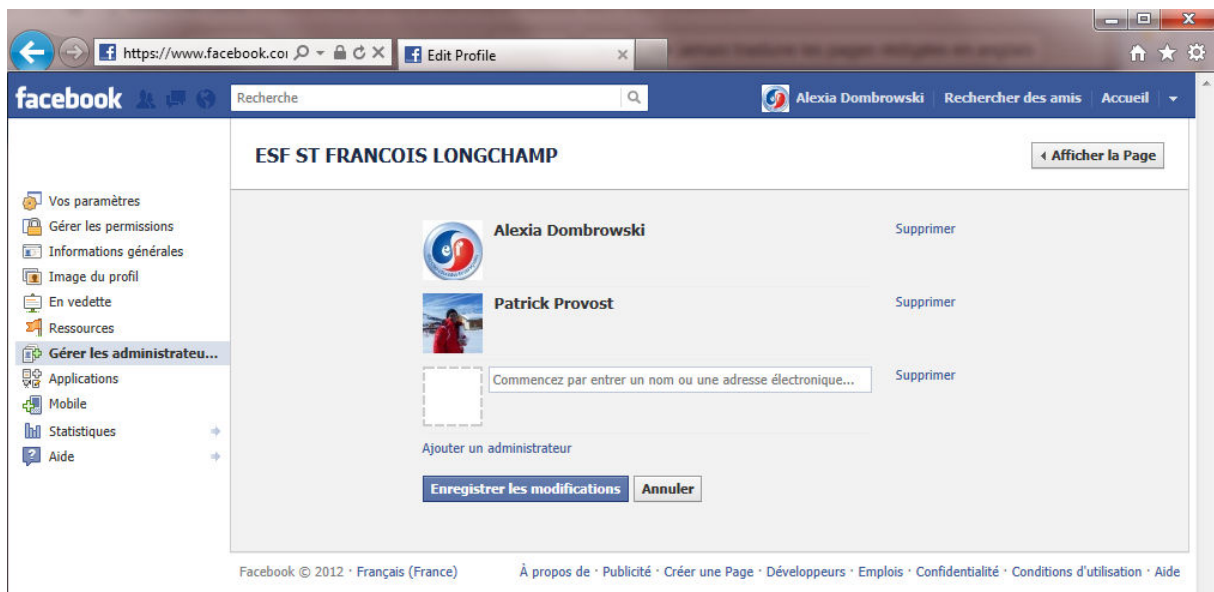 https://www.facebook.coi
Edit Profile
facebook
Recherche
Alexia Dombrowski
Rechercher des amis
Accueil
ESF ST FRANCOIS LONGCHAMP
Afficher la Page
Vos paramètres
Gérer les permissions
Informations générales
Image du profil
En vedette
Ressources
Gérer les administrateu...
Applications
Mobile
Statistiques
Aide
Alexia Dombrowski
Supprimer
Patrick Provost
Supprimer
Commencez par entrer un nom ou une adresse électronique...
Supprimer
Ajouter un administrateur
Enregistrer les modifications
Annuler
Facebook © 2012 · Français (France)
À propos de · Publicité · Créer une Page · Développeurs · Emplois · Confidentialité · Conditions d'utilisation · Aide